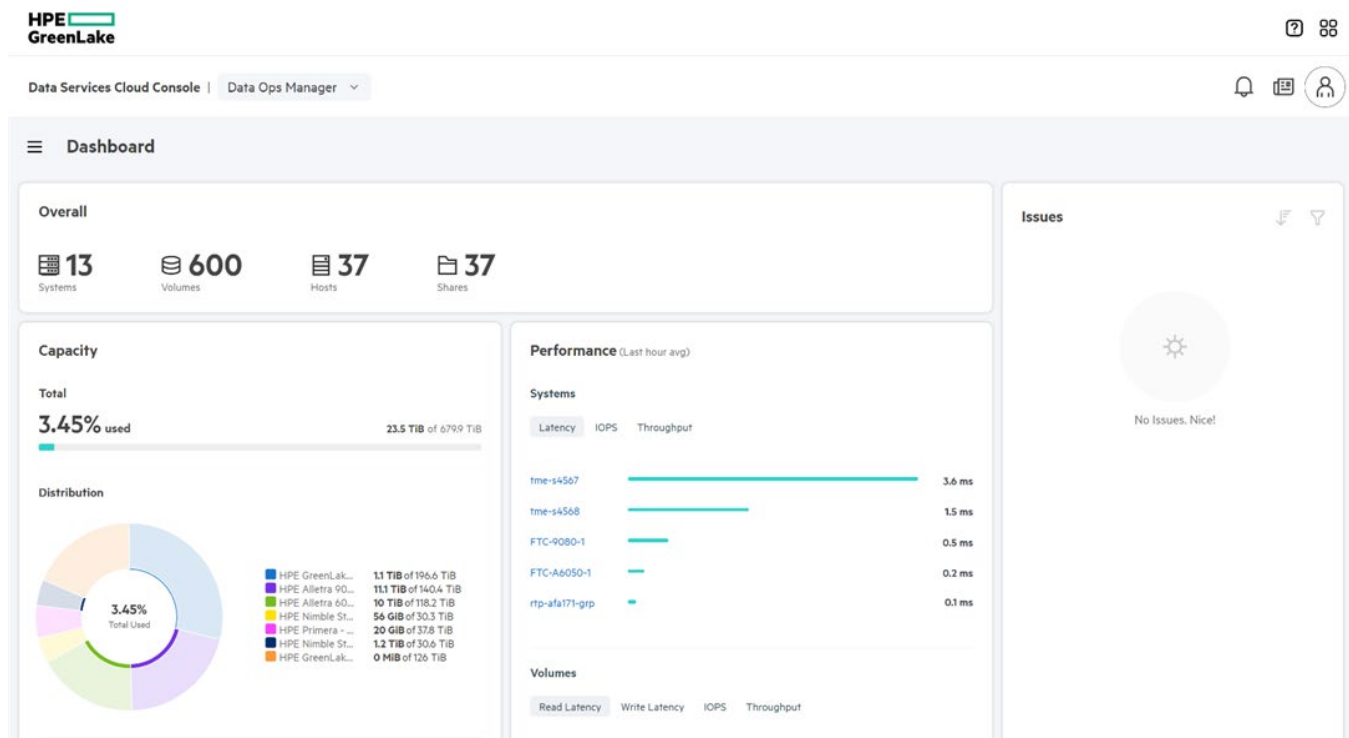 HPE
GreenLake
Data Services Cloud Console | Data Ops Manager
Dashboard
Overall
13
Systems
600
Volumes
37
Hosts
37
Shares
Issues
No Issues. Nice!
Capacity
Total
3.45% used
23.5 TiB of 679.9 TiB
Distribution
3.45%
Total Used
HPE GreenLak... 1.1 TiB of 196.6 TiB
HPE Alletra 90... 11.1 TiB of 140.4 TiB
HPE Alletra 60... 10 TiB of 118.2 TiB
HPE Nimble St... 56 GiB of 30.3 TiB
HPE Primera - ... 20 GiB of 37.8 TiB
HPE Nimble St... 1.2 TiB of 30.6 TiB
HPE GreenLak... 0 MiB of 126 TiB
Performance (Last hour avg)
Systems
Latency IOPS Throughput
tme-s4567 3.6 ms
tme-s4568 1.5 ms
FTC-9080-1 0.5 ms
FTC-A6050-1 0.2 ms
rtp-afa171-grp 0.1 ms
Volumes
Read Latency Write Latency IOPS Throughput